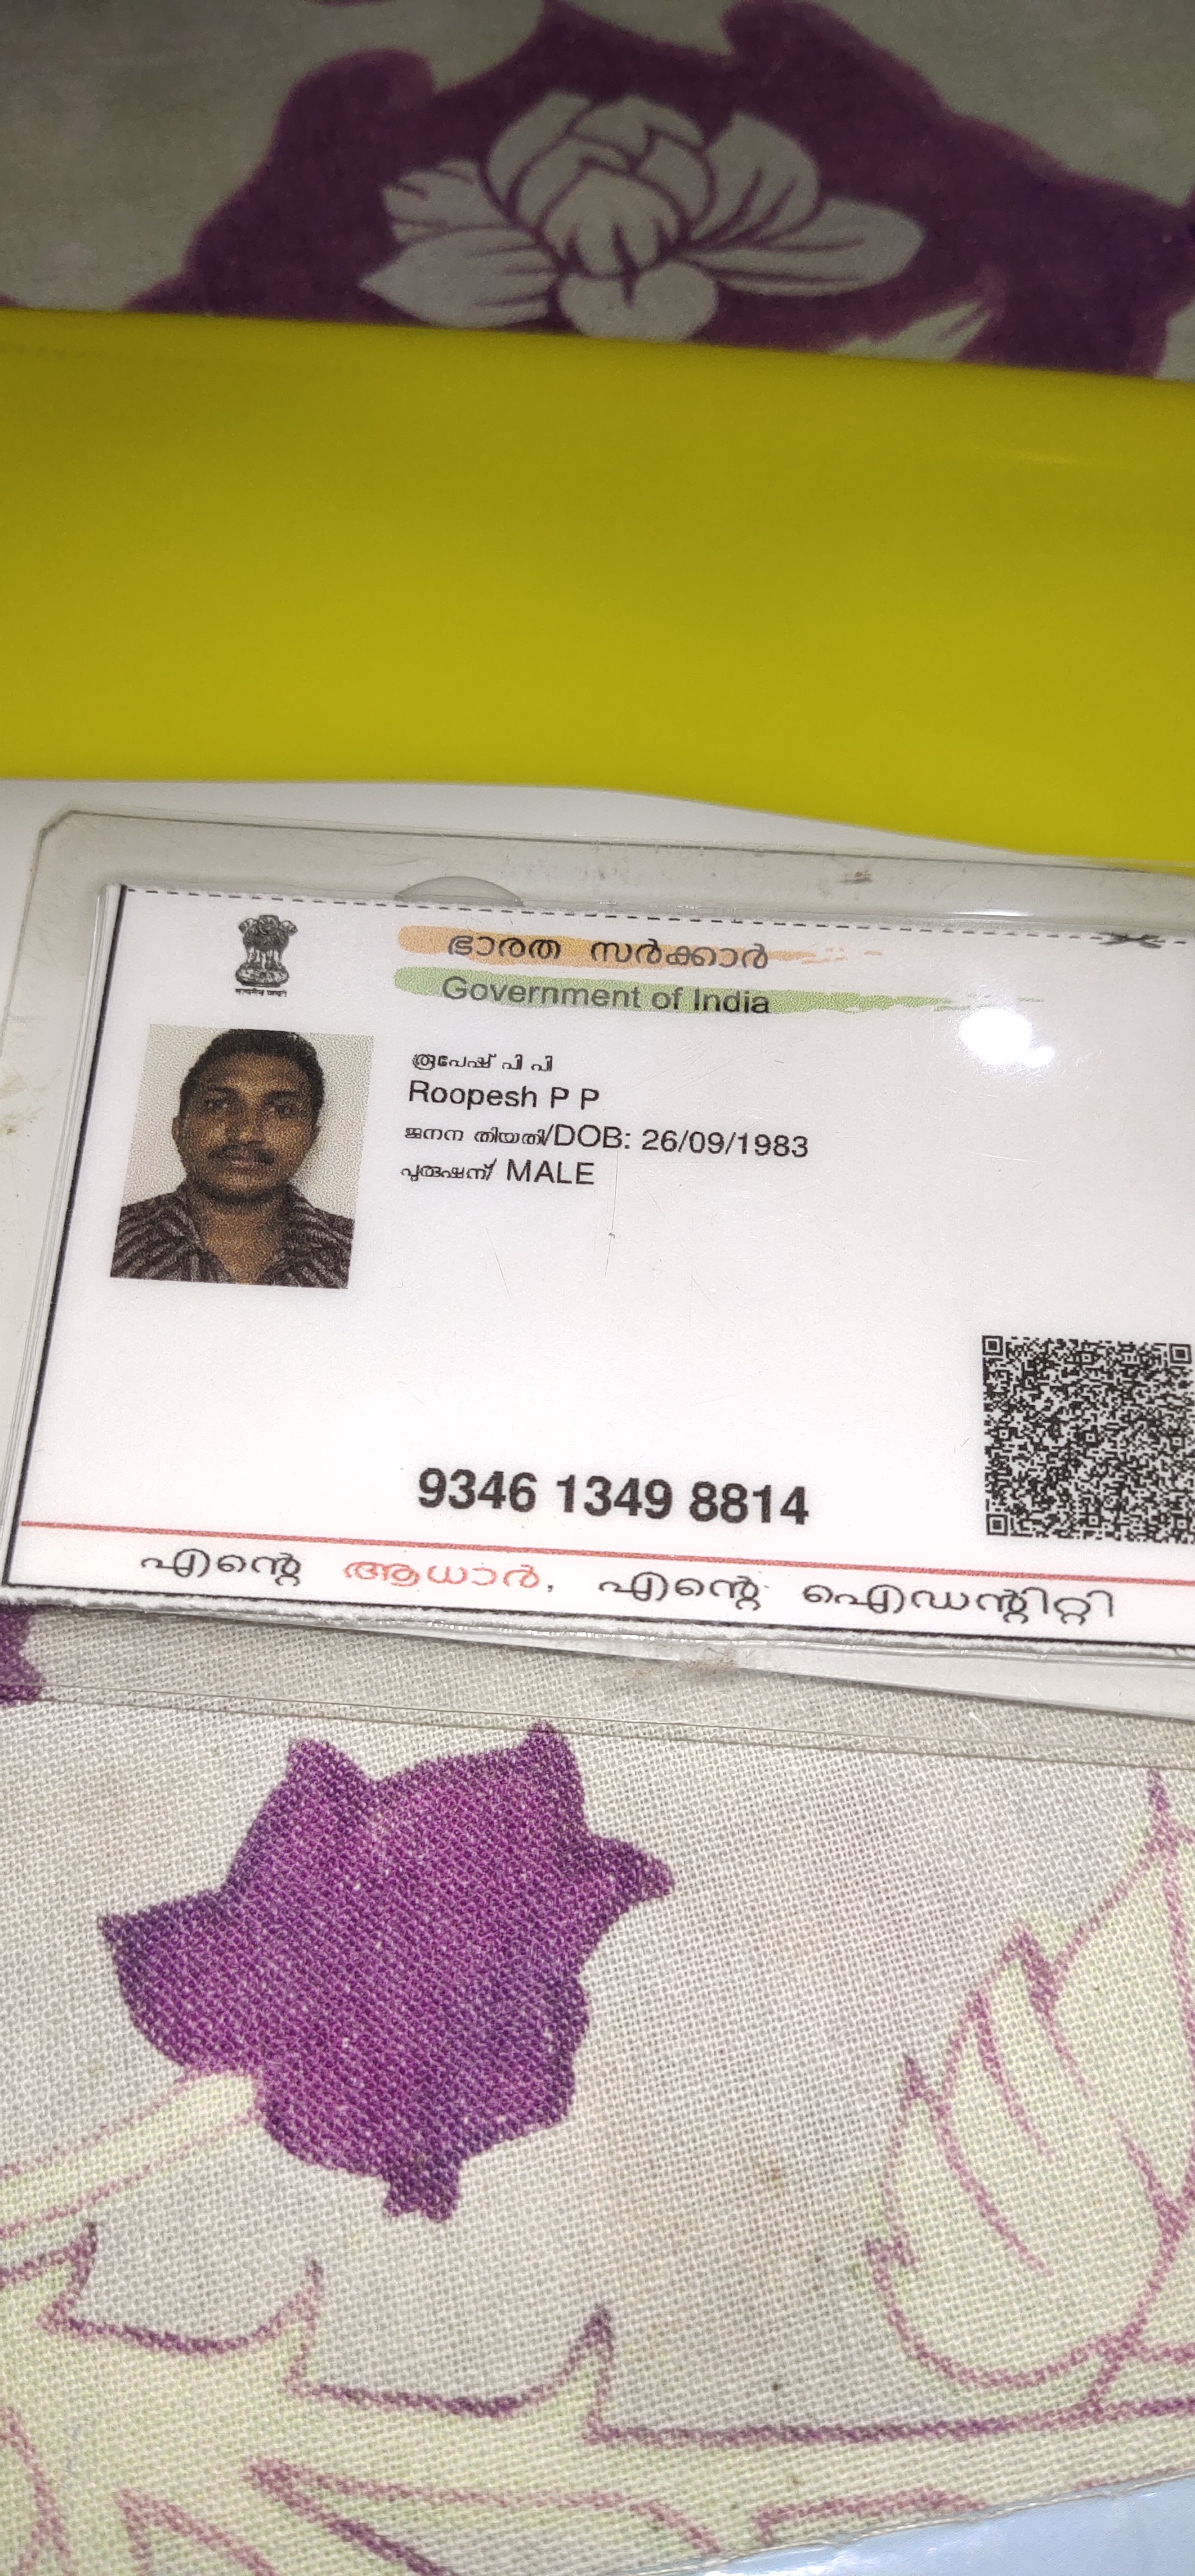 ഭാരത സർക്കാർ
Government of India
രൂപേഷ് പി പി
Roopesh P P
ജനന തിയതി/DOB: 26/09/1983
പുരുഷന്‍/ MALE
9346 1349 8814
എന്റെ ആധാർ, എന്റെ ഐഡന്റിറ്റി